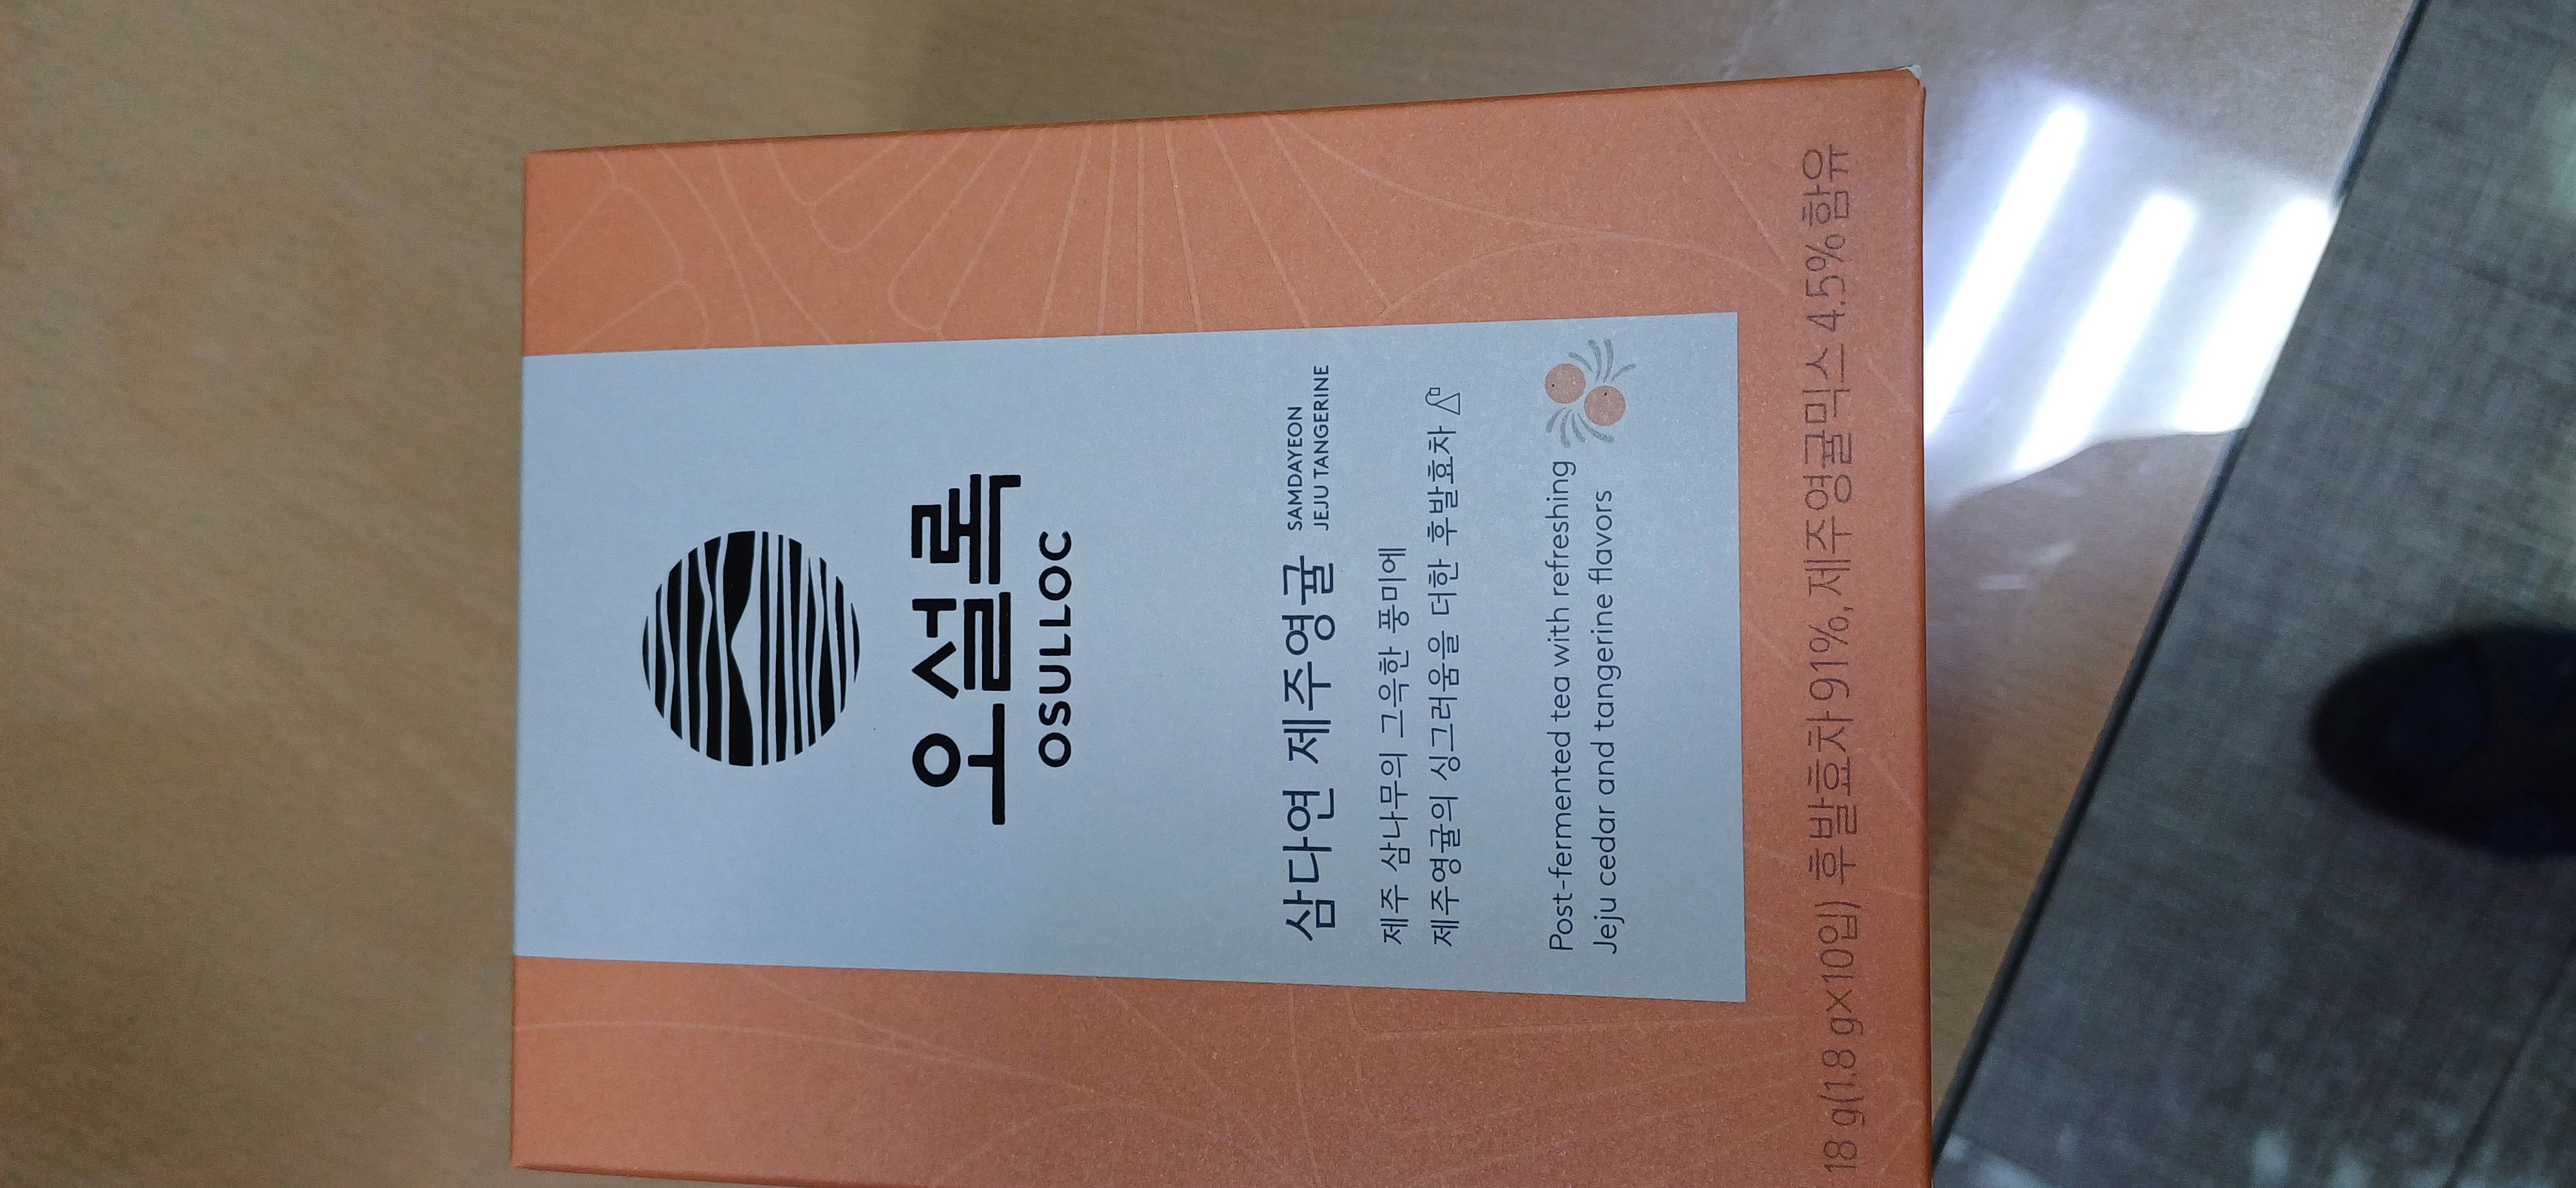 오설록
OSULLOC
삼다연 제주영귤 SAMDAYEON
JEJU TANGERINE
제주 삼나무의 그윽한 풍미에
제주영귤의 싱그러움을 더한 후발효차
Post-fermented tea with refreshing
Jeju cedar and tangerine flavors
18 g(1.8 gx10입) 후발효차 91%, 제주영귤믹스 4.5% 함유